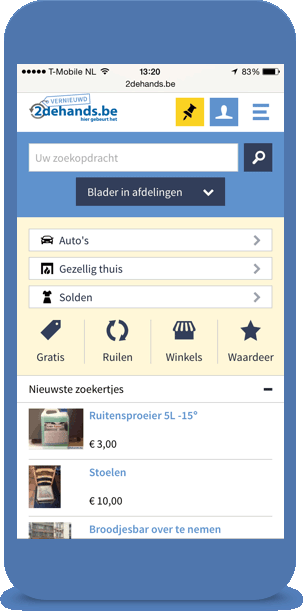 T-Mobile NL
13:20
83%
2dehands.be
VERNIEUWD
2dehands.be
hier gebeurt het
Uw zoekopdracht
Blader in afdelingen
Auto's
Gezellig thuis
Solden
Gratis
Ruilen
Winkels
Waardeer
Nieuwste zoekertjes
Ruitensproeier 5L -15°
€ 3,00
Stoelen
€ 10,00
Broodjesbar over te nemen